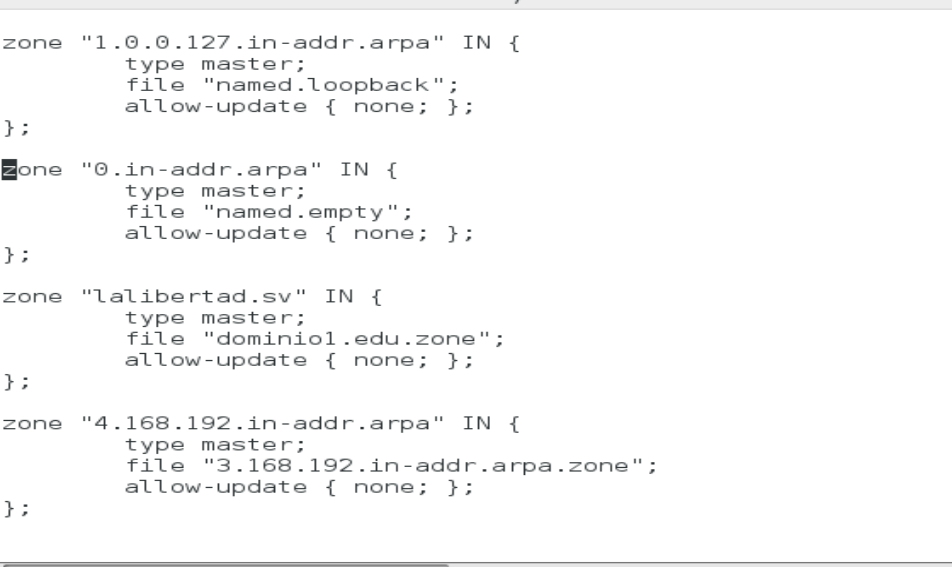 zone "1.0.0.127.in-addr.arpa" IN {
        type master;
        file "named.loopback";
        allow-update { none; };
};
zone "0.in-addr.arpa" IN {
        type master;
        file "named.empty";
        allow-update { none; };
};
zone "lalibertad.sv" IN {
        type master;
        file "dominio1.edu.zone";
        allow-update { none; };
};
zone "4.168.192.in-addr.arpa" IN {
        type master;
        file "3.168.192.in-addr.arpa.zone";
        allow-update { none; };
};